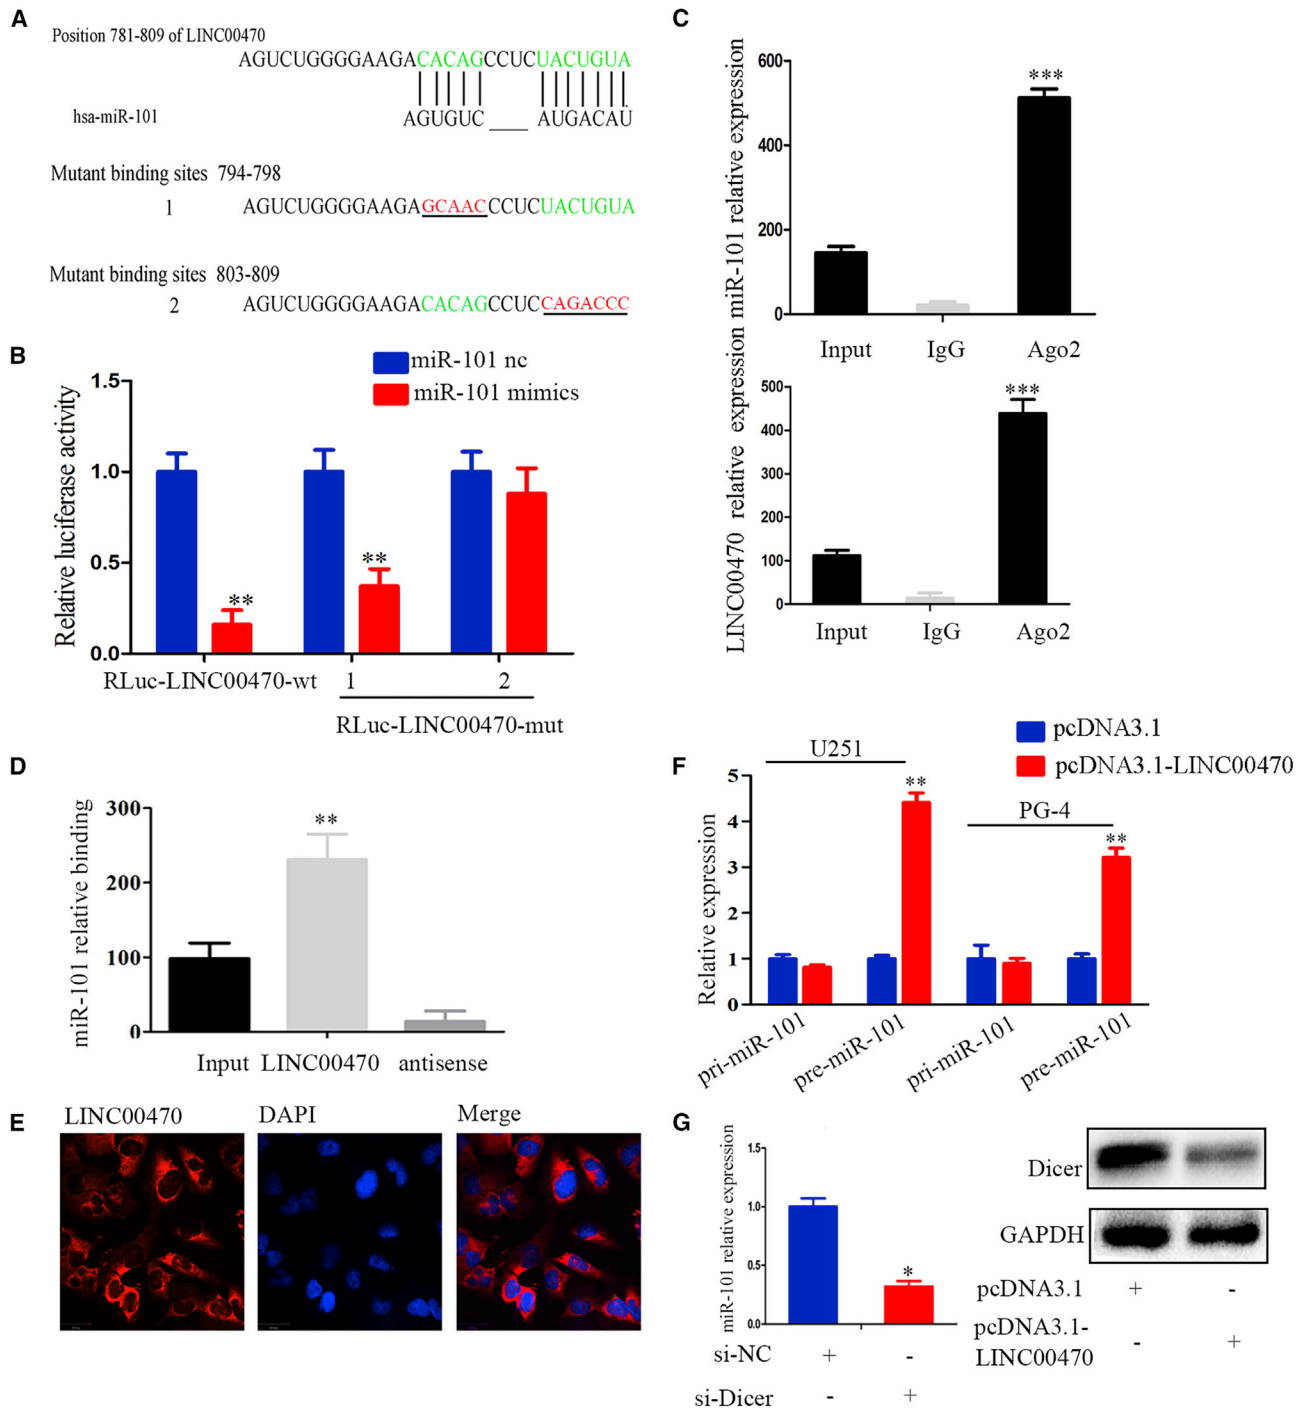 A
Position 781-809 of LINC00470
AGUCUGGGGAAGACACAGCCUCUACUGUA
hsa-miR-101
AGUGUC ___ AUGACAU
Mutant binding sites 794-798
1 AGUCUGGGGAAGAGCAACCCUCUACUGUA
Mutant binding sites 803-809
2 AGUCUGGGGAAGACACAGCCUCCAGACCC
B
miR-101 nc
miR-101 mimics
Relative luciferase activity
1.5
1.0
0.5
0.0
**
**
RLuc-LINC00470-wt 1 2
RLuc-LINC00470-mut
C
miR-101 relative expression
600
400
200
0
***
Input IgG Ago2
LINC00470 relative expression
500
400
300
200
100
0
***
Input IgG Ago2
D
miR-101 relative binding
300
200
100
0
**
Input LINC00470 antisense
E
LINC00470 DAPI Merge
F
pcDNA3.1
pcDNA3.1-LINC00470
U251
PG-4
Relative expression
5
4
3
2
1
0
**
**
pri-miR-101 pre-miR-101 pri-miR-101 pre-miR-101
G
miR-101 relative expression
1.5
1.0
0.5
0.0
*
si-NC + -
si-Dicer - +
Dicer
GAPDH
pcDNA3.1 + -
pcDNA3.1-
LINC00470 - +